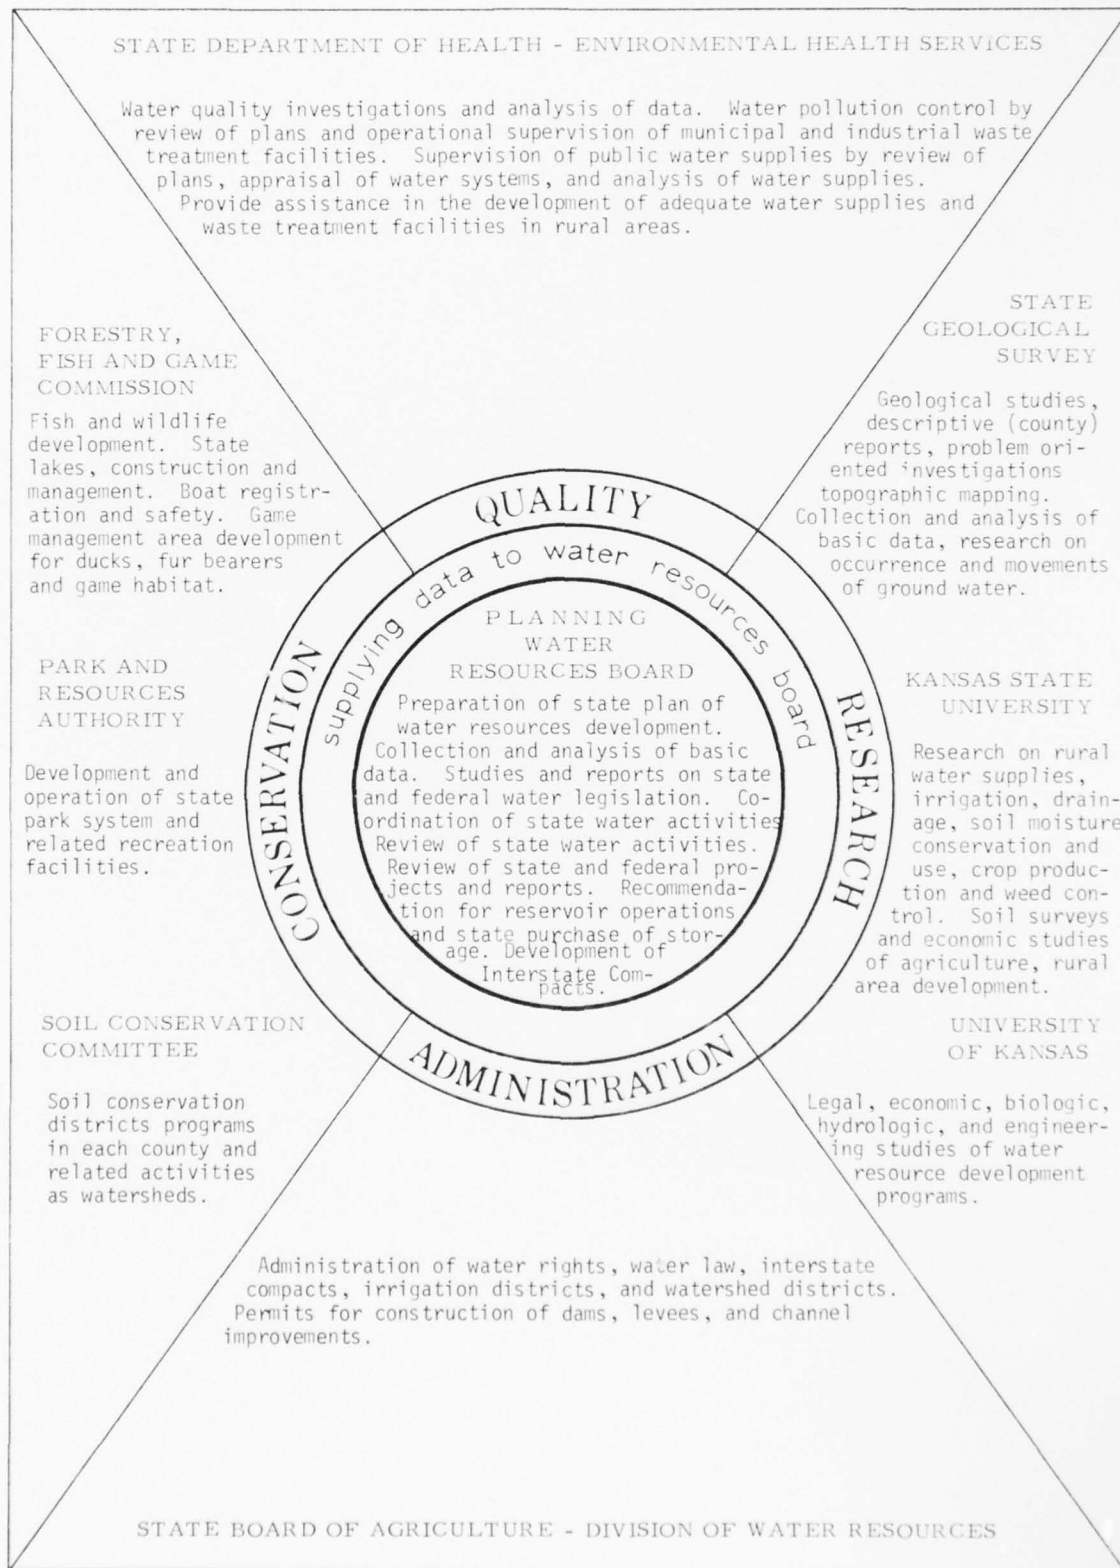 STATE DEPARTMENT OF HEALTH - ENVIRONMENTAL HEALTH SERVICES
Water quality investigations and analysis of data. Water pollution control by
review of plans and operational supervision of municipal and industrial waste
treatment facilities. Supervision of public water supplies by review of
plans, appraisal of water systems, and analysis of water supplies.
Provide assistance in the development of adequate water supplies and
waste treatment facilities in rural areas.
FORESTRY,
FISH AND GAME
COMMISSION
Fish and wildlife
development. State
lakes, construction and
management. Boat registr-
ation and safety. Game
management area development
for ducks, fur bearers
and game habitat.
PARK AND
RESOURCES
AUTHORITY
Development and
operation of state
park system and
related recreation
facilities.
SOIL CONSERVATION
COMMITTEE
Soil conservation
districts programs
in each county and
related activities
as watersheds.
QUALITY
CONSERVATION
supplying data to water resources board
PLANNING
WATER
RESOURCES BOARD
Preparation of state plan of
water resources development.
Collection and analysis of basic
data. Studies and reports on state
and federal water legislation. Co-
ordination of state water activities
Review of state water activities.
Review of state and federal pro-
jects and reports. Recommenda-
tion for reservoir operations
and state purchase of stor-
age. Development of
Interstate Com-
pacts.
RESEARCH
ADMINISTRATION
STATE
GEOLOGICAL
SURVEY
Geological studies,
descriptive (county)
reports, problem ori-
ented investigations
topographic mapping.
Collection and analysis of
basic data, research on
occurrence and movements
of ground water.
KANSAS STATE
UNIVERSITY
Research on rural
water supplies,
irrigation, drain-
age, soil moisture
conservation and
use, crop produc-
tion and weed con-
trol. Soil surveys
and economic studies
of agriculture, rural
area development.
UNIVERSITY
OF KANSAS
Legal, economic, biologic,
hydrologic, and engineer-
ing studies of water
resource development
programs.
Administration of water rights, water law, interstate
compacts, irrigation districts, and watershed districts.
Permits for construction of dams, levees, and channel
improvements.
STATE BOARD OF AGRICULTURE - DIVISION OF WATER RESOURCES